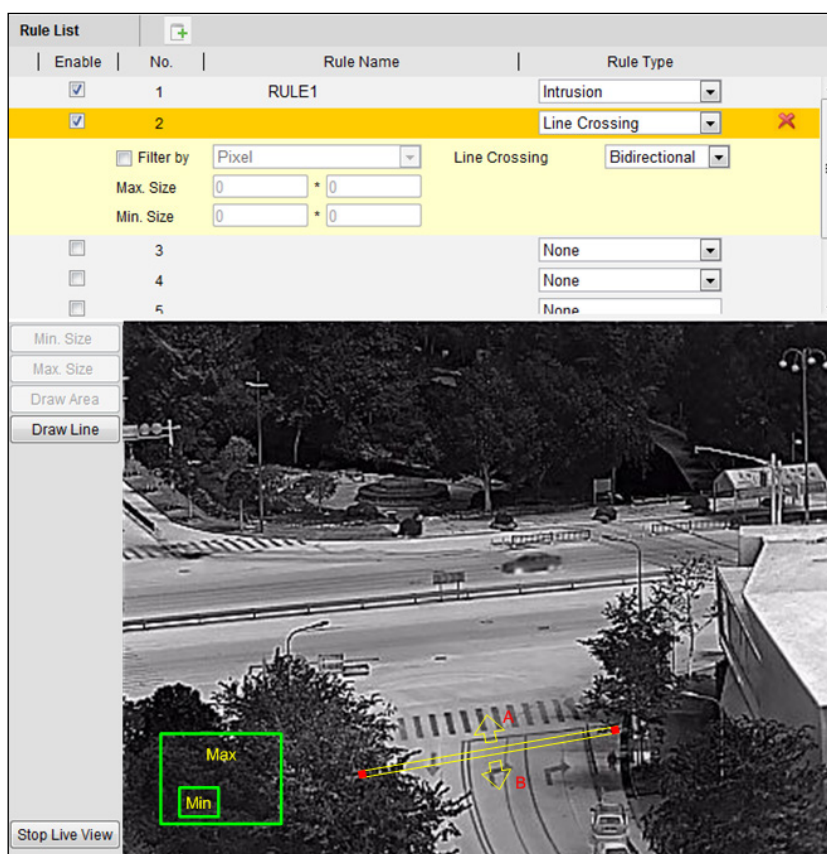 Rule List
Enable No. Rule Name Rule Type
1 RULE1 Intrusion
2 Line Crossing
Filter by Pixel Line Crossing Bidirectional
Max. Size 0 * 0
Min. Size 0 * 0
3 None
4 None
5 None
Min. Size
Max. Size
Draw Area
Draw Line
A
Max
B
Min
Stop Live View